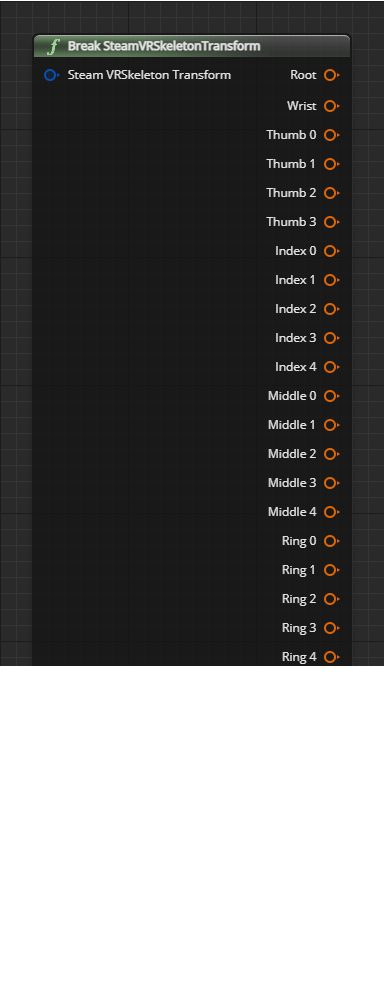 Break SteamVRSkeletonTransform
Steam VRSkeleton Transform Root
Wrist
Thumb 0
Thumb 1
Thumb 2
Thumb 3
Index 0
Index 1
Index 2
Index 3
Index 4
Middle 0
Middle 1
Middle 2
Middle 3
Middle 4
Ring 0
Ring 1
Ring 2
Ring 3
Ring 4